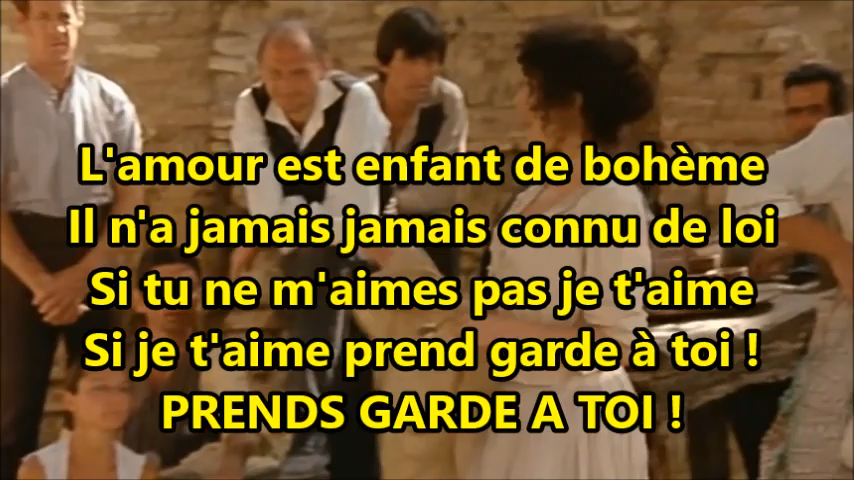 L'amour est enfant de bohème
Il n'a jamais jamais connu de loi
Si tu ne m'aimes pas je t'aime
Si je t'aime prend garde à toi !
PRENDS GARDE A TOI !